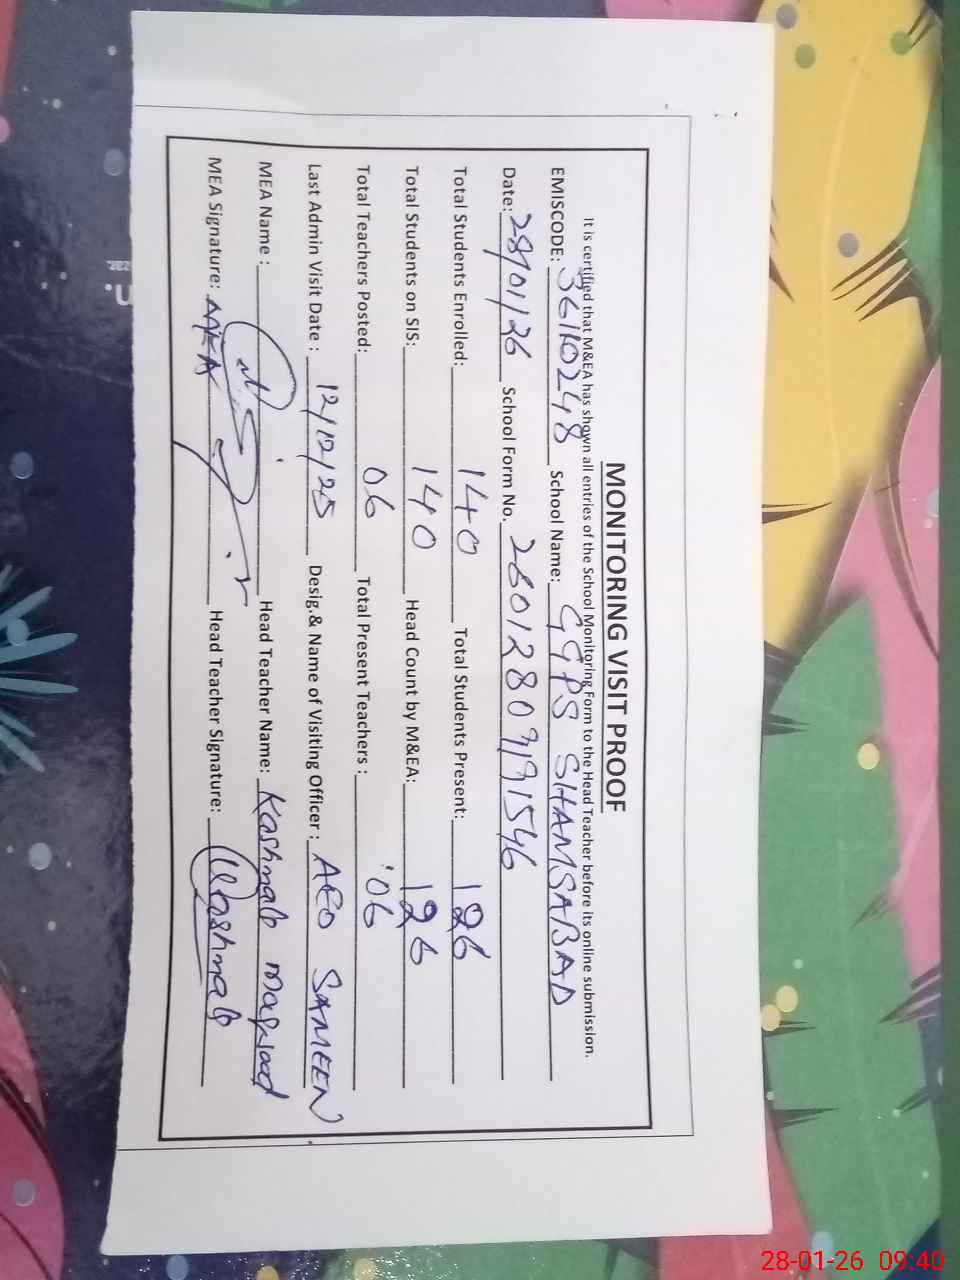 MONITORING VISIT PROOF
It is certified that M&EA has shown all entries of the School Monitoring Form to the Head Teacher before its online submission.
EMISCODE: 36110248 School Name: GGPS SHAMSABAD
Date: 28/01/26 School Form No. 26012809191546
Total Students Enrolled: 140 Total Students Present: 126
Total Students on SIS: 140 Head Count by M&EA: 126
Total Teachers Posted: 06 Total Present Teachers : 06
Last Admin Visit Date : 12/12/25 Desig.& Name of Visiting Officer : AEO SAMEEN
MEA Name : Head Teacher Name: Kashmala Maqsood
MEA Signature: Head Teacher Signature: Kashmala
28-01-26 09:40